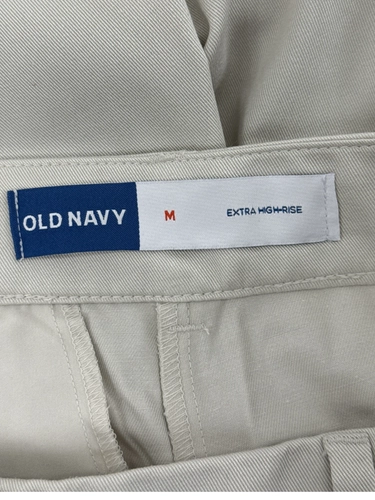 OLD NAVY M EXTRA HIGH-RISE